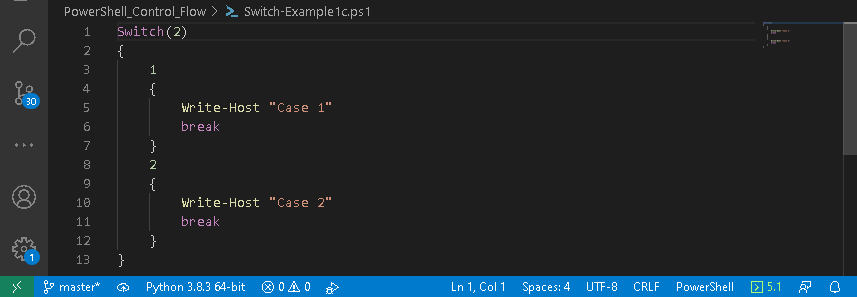 PowerShell_Control_Flow > Switch-Example1c.ps1
1 Switch(2)
2 {
3 1
4 {
5 Write-Host "Case 1"
6 break
7 }
8 2
9 {
10 Write-Host "Case 2"
11 break
12 }
13 }
30
1
master* Python 3.8.3 64-bit 0 0 Ln 1, Col 1 Spaces: 4 UTF-8 CRLF PowerShell 5.1